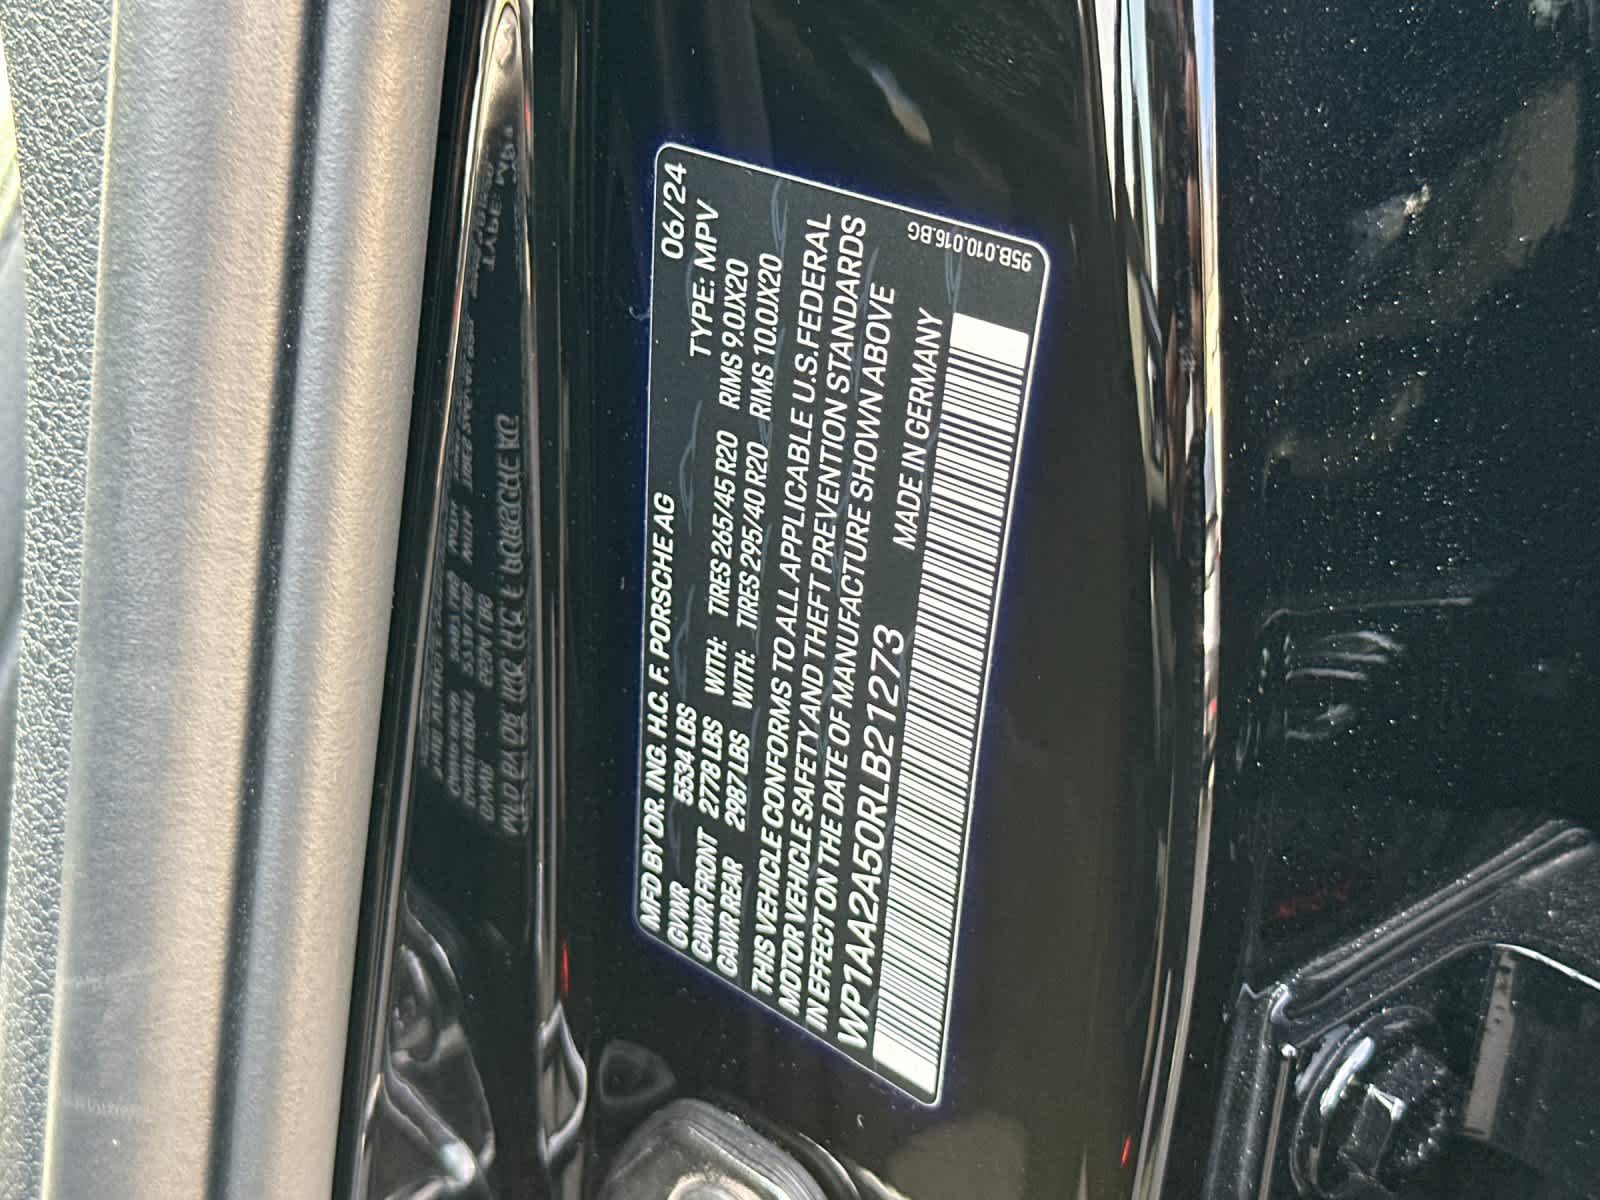 MFD BY DR. ING. H.C. F. PORSCHE AG 06/24
GVWR 5534 LBS TYPE: MPV
GAWR FRONT 2778 LBS WITH: TIRES 265/45 R20 RIMS 9.0JX20
GAWR REAR 2987 LBS WITH: TIRES 295/40 R20 RIMS 10.0JX20
THIS VEHICLE CONFORMS TO ALL APPLICABLE U.S. FEDERAL
MOTOR VEHICLE SAFETY AND THEFT PREVENTION STANDARDS
IN EFFECT ON THE DATE OF MANUFACTURE SHOWN ABOVE
WP1AA2A50RLB21273 MADE IN GERMANY
95B.010.016.BG